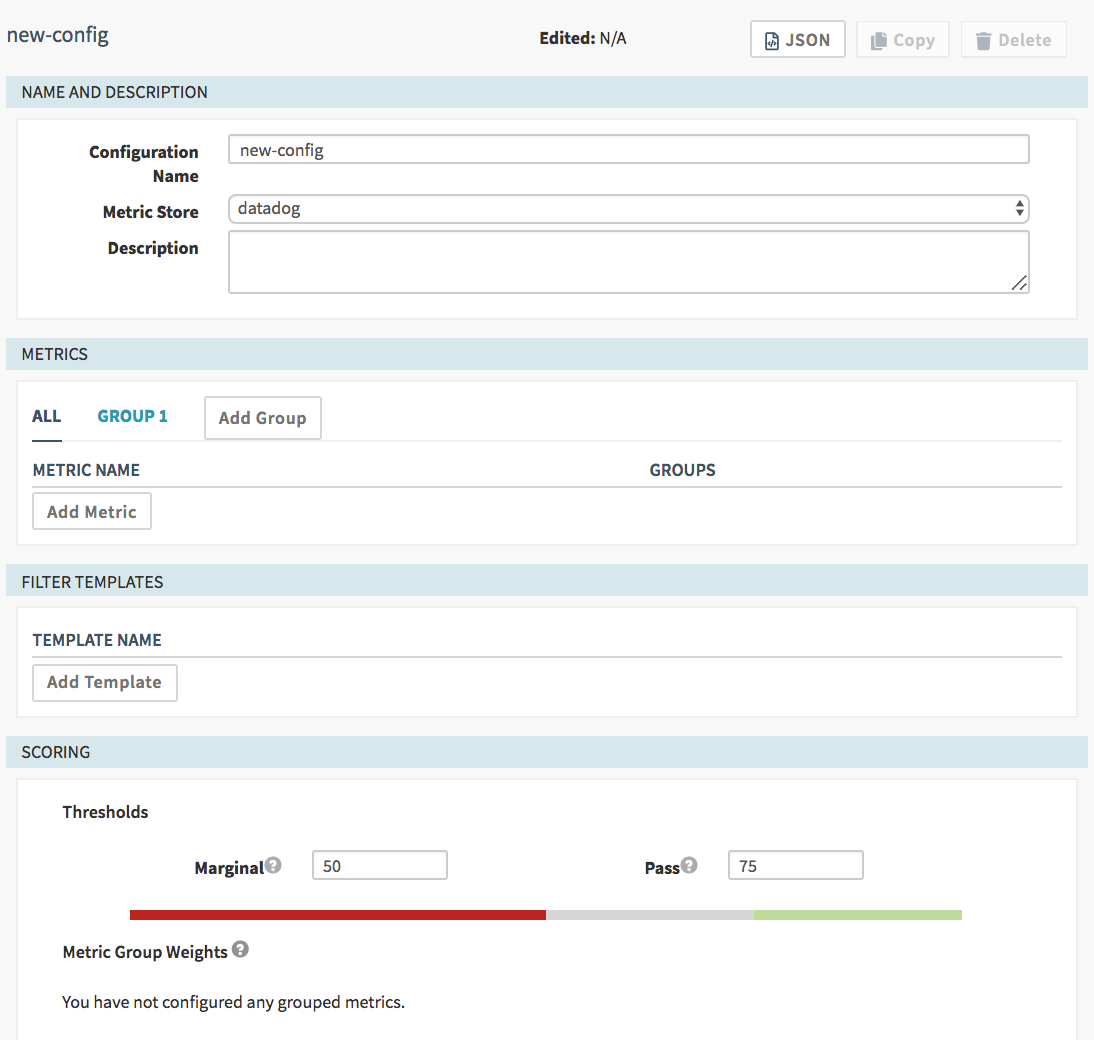 new-config
Edited: N/A
JSON
Copy
Delete
NAME AND DESCRIPTION
Configuration
Name
new-config
Metric Store
datadog
Description
METRICS
ALL
GROUP 1
Add Group
METRIC NAME
GROUPS
Add Metric
FILTER TEMPLATES
TEMPLATE NAME
Add Template
SCORING
Thresholds
Marginal
50
Pass
75
Metric Group Weights
You have not configured any grouped metrics.